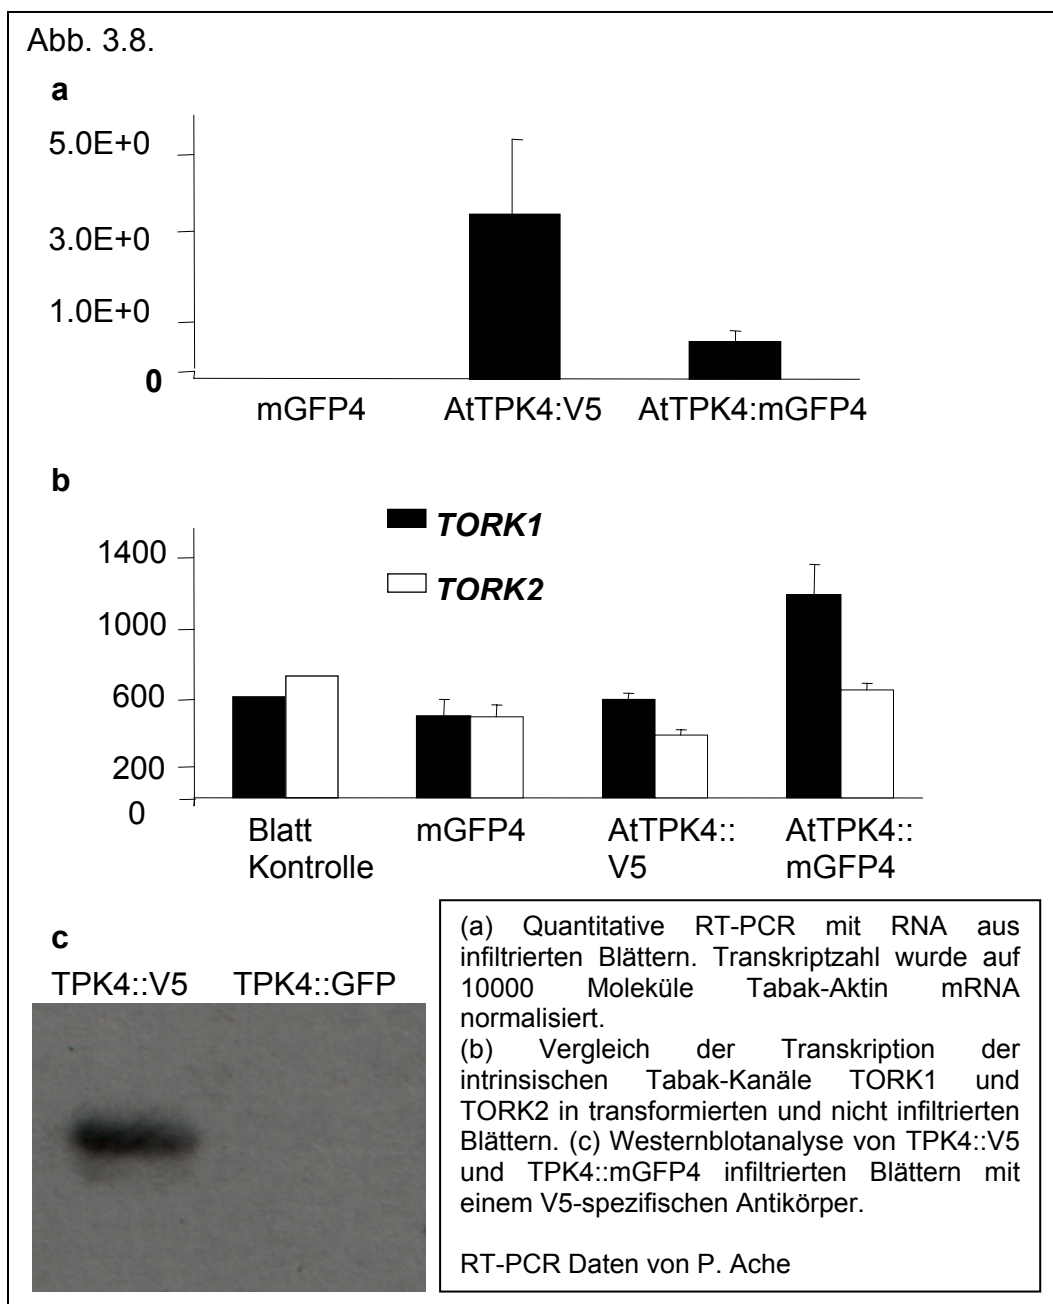 Abb. 3.8.
a
5.0E+0
3.0E+0
1.0E+0
0
mGFP4 AtTPK4:V5 AtTPK4:mGFP4
b
TORK1
TORK2
1400
1000
600
200
0
Blatt Kontrolle
mGFP4
AtTPK4:: V5
AtTPK4:: mGFP4
c
TPK4::V5 TPK4::GFP
(a) Quantitative RT-PCR mit RNA aus
infiltrierten Blättern. Transkriptzahl wurde auf
10000 Moleküle Tabak-Aktin mRNA
normalisiert.
(b) Vergleich der Transkription der
intrinsischen Tabak-Kanäle TORK1 und
TORK2 in transformierten und nicht infiltrierten
Blättern. (c) Westernblotanalyse von TPK4::V5
und TPK4::mGFP4 infiltrierten Blättern mit
einem V5-spezifischen Antikörper.
RT-PCR Daten von P. Ache